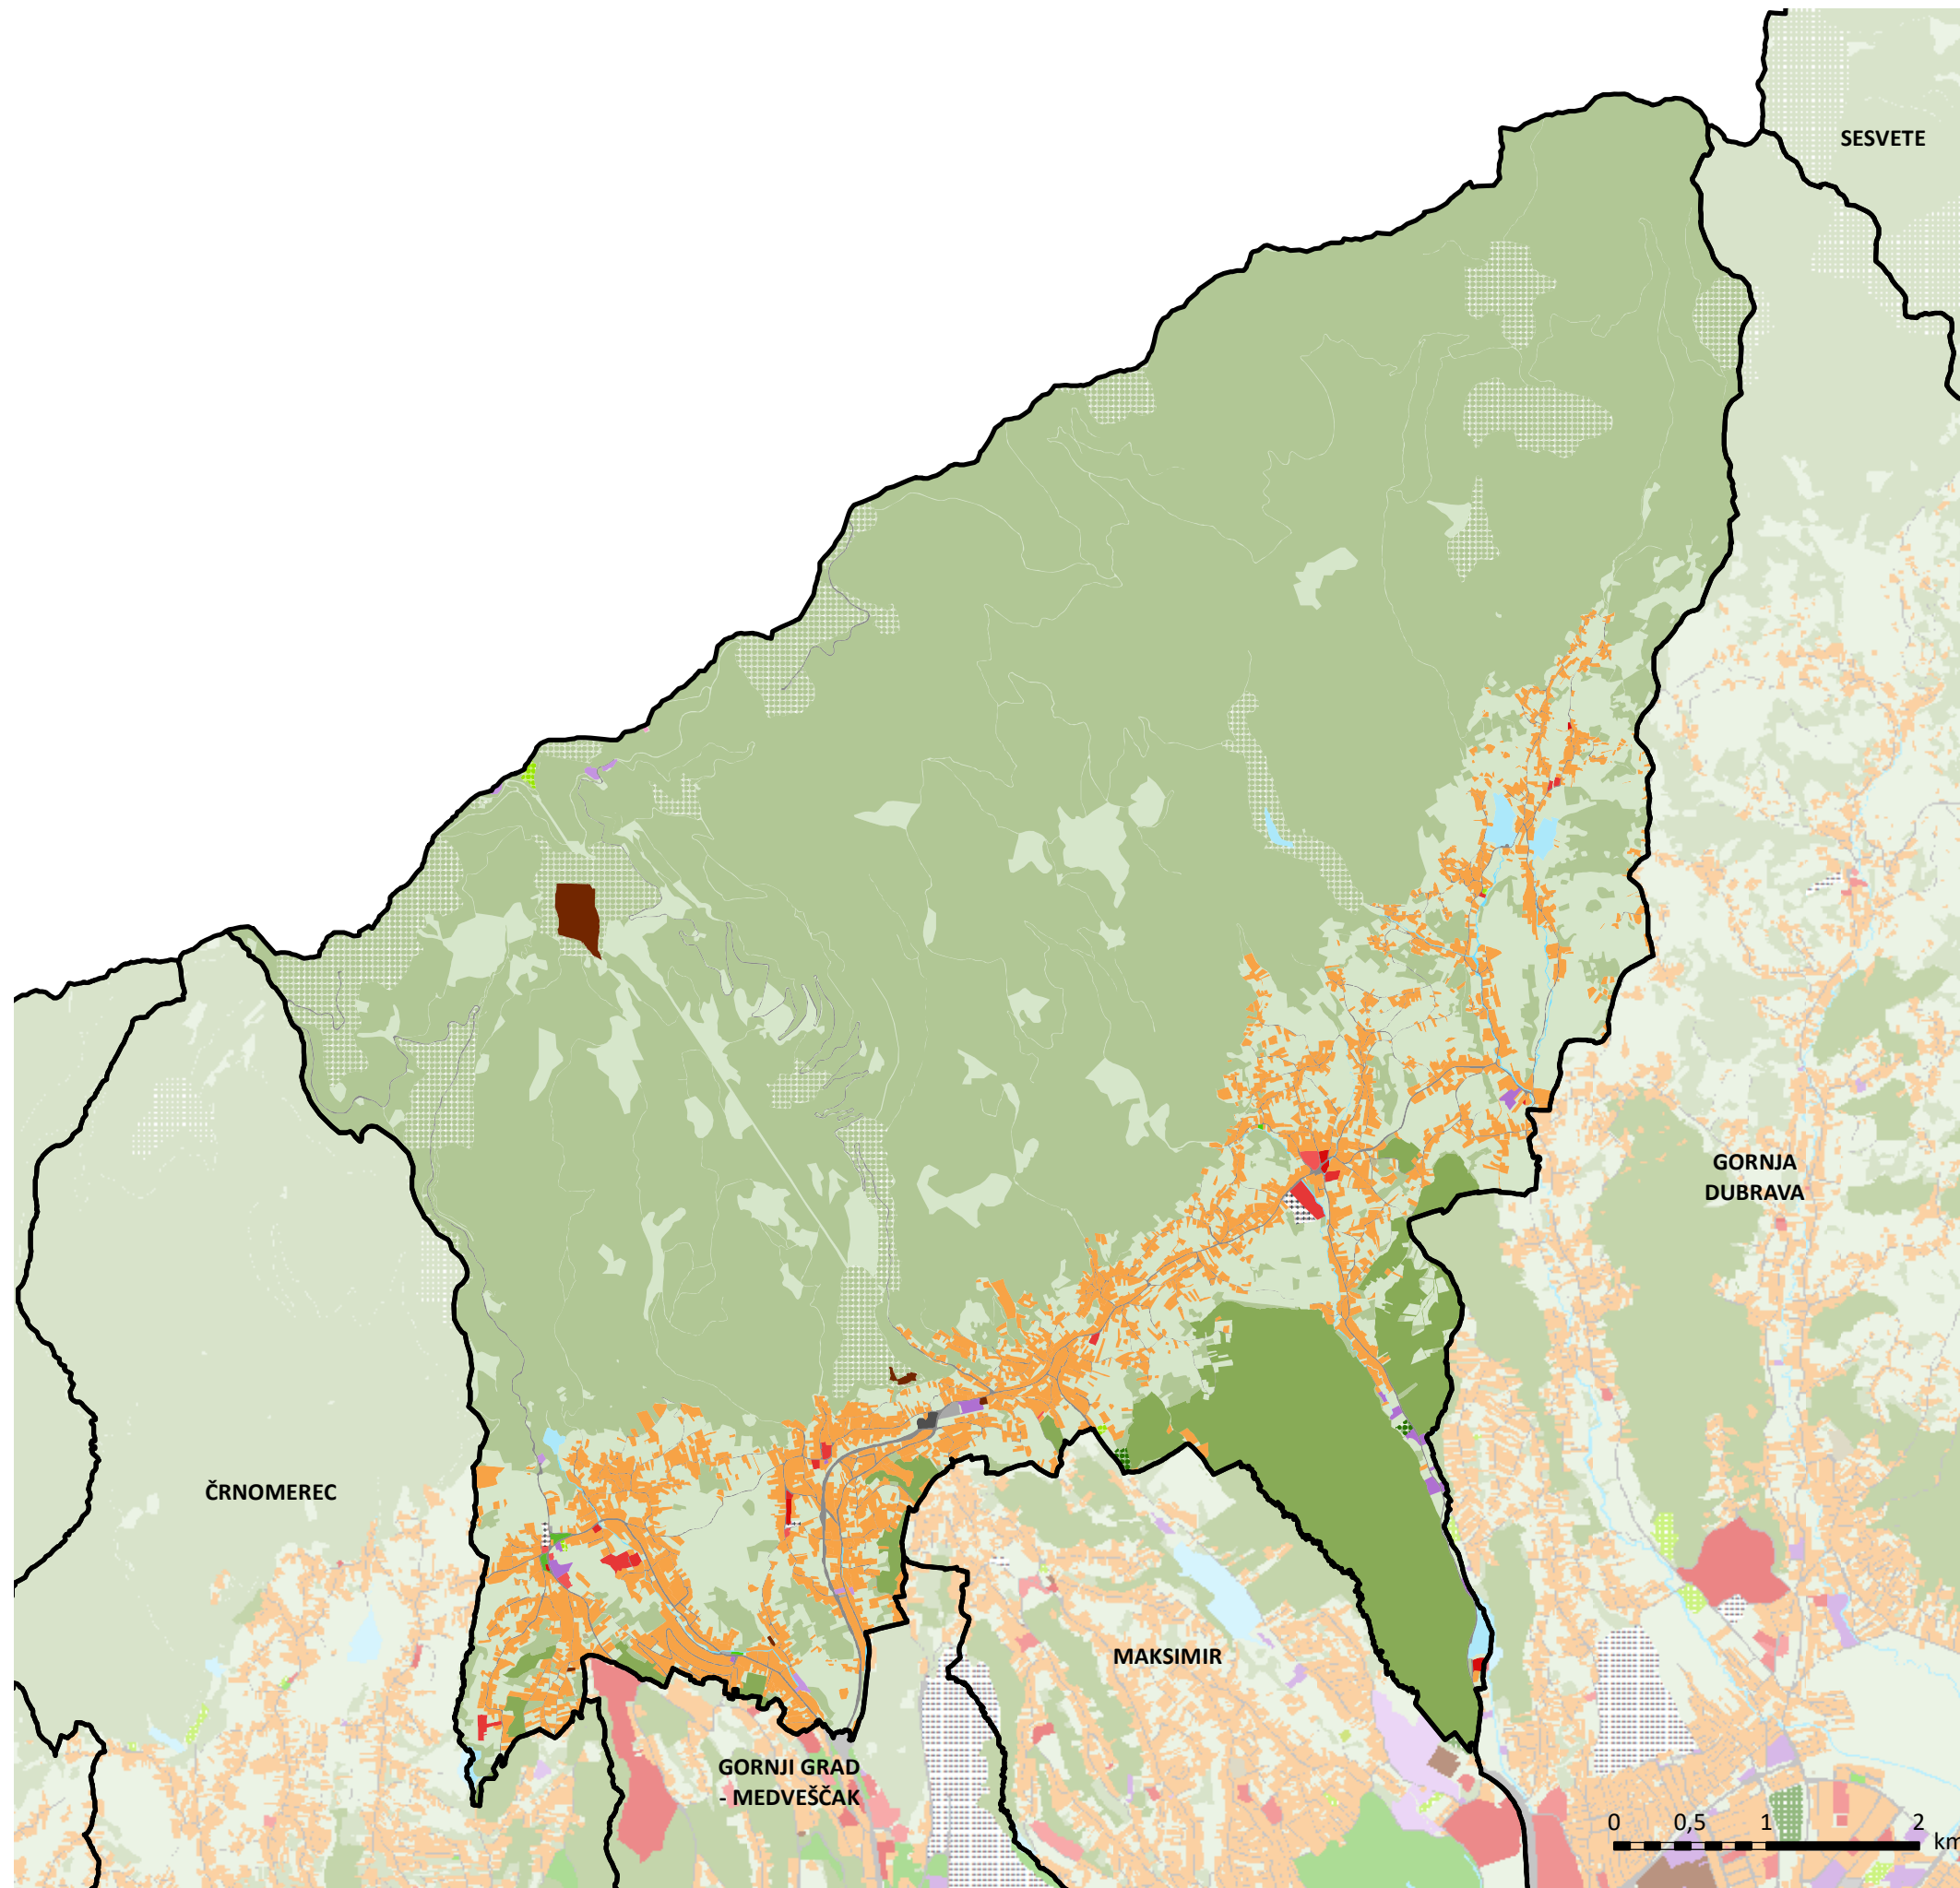 SESVETE
GORNJA
DUBRAVA
ČRNOMEREC
MAKSIMIR
GORNJI GRAD
- MEDVEŠČAK
0 0,5 1 2
km